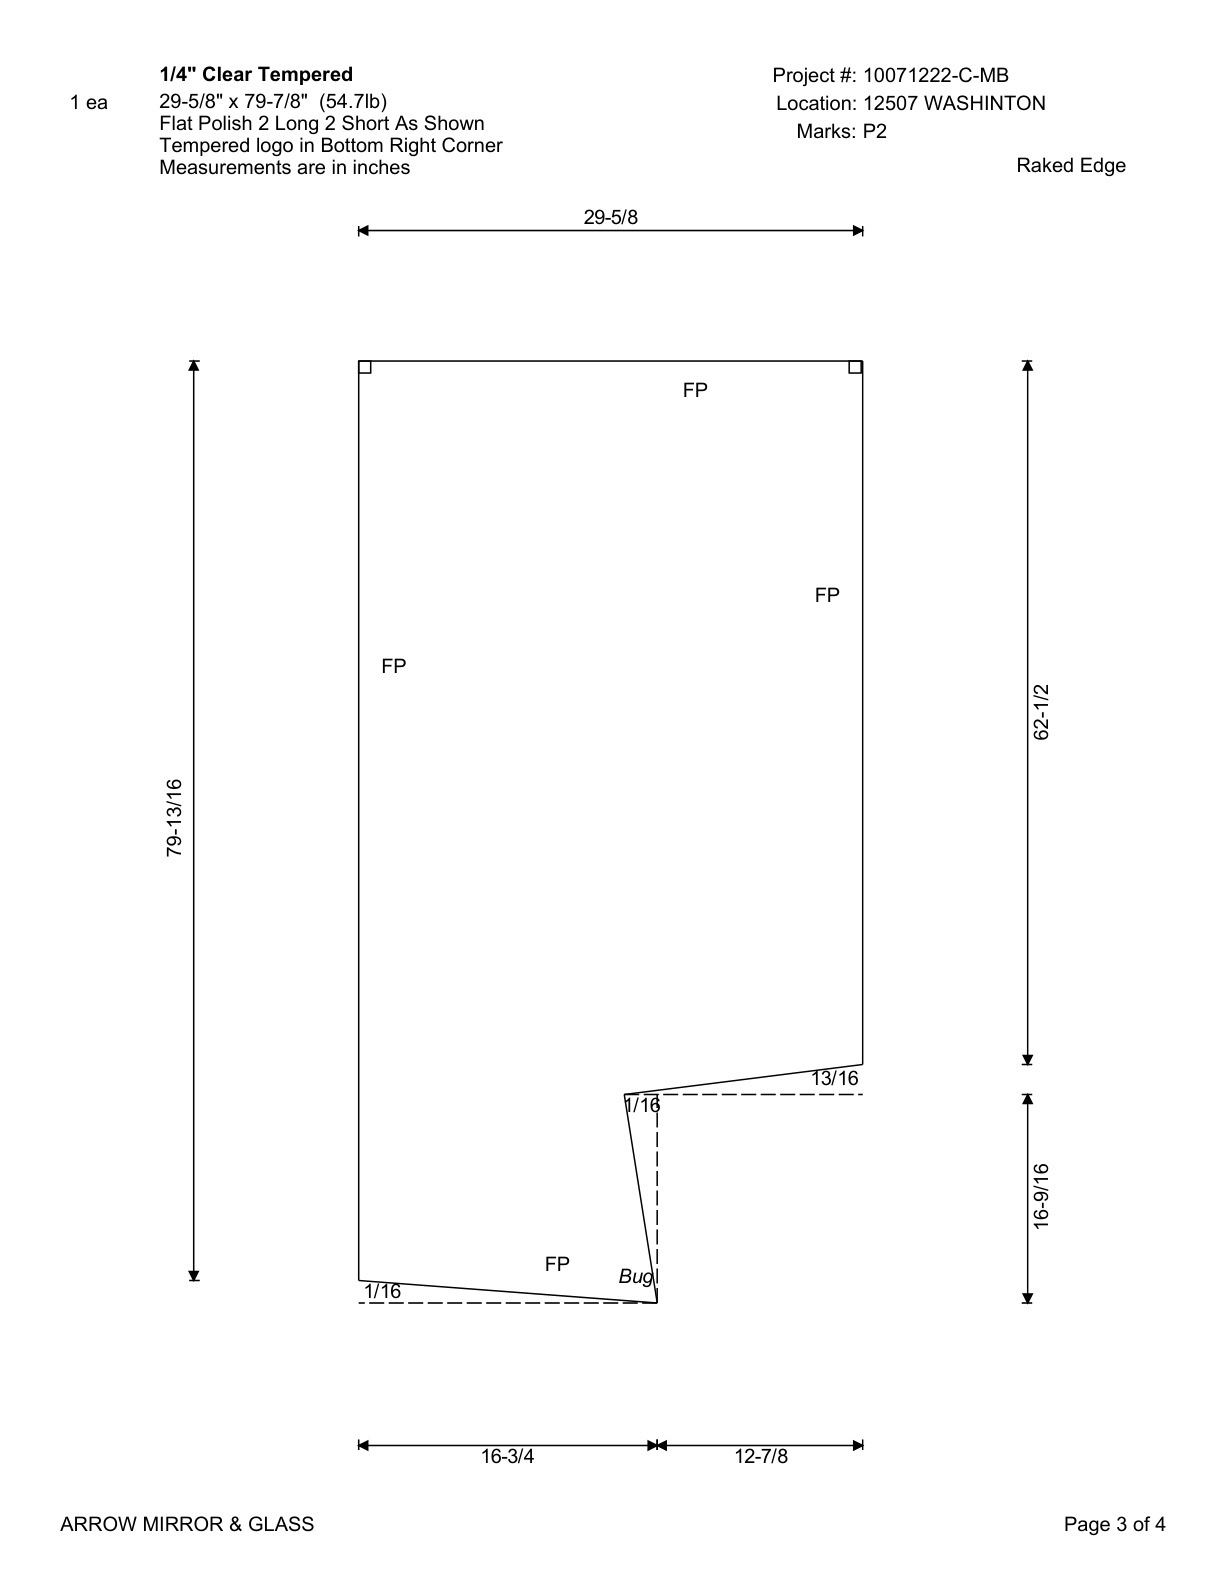 1/4" Clear Tempered
Project #: 10071222-C-MB
1 ea
29-5/8" x 79-7/8" (54.7lb)
Location: 12507 WASHINTON
Flat Polish 2 Long 2 Short As Shown
Marks: P2
Tempered logo in Bottom Right Corner
Measurements are in inches
Raked Edge
29-5/8
FP
FP
FP
62-1/2
79-13/16
13/16
1/16
16-9/16
FP
Bug
1/16
16-3/4
12-7/8
ARROW MIRROR & GLASS
Page 3 of 4